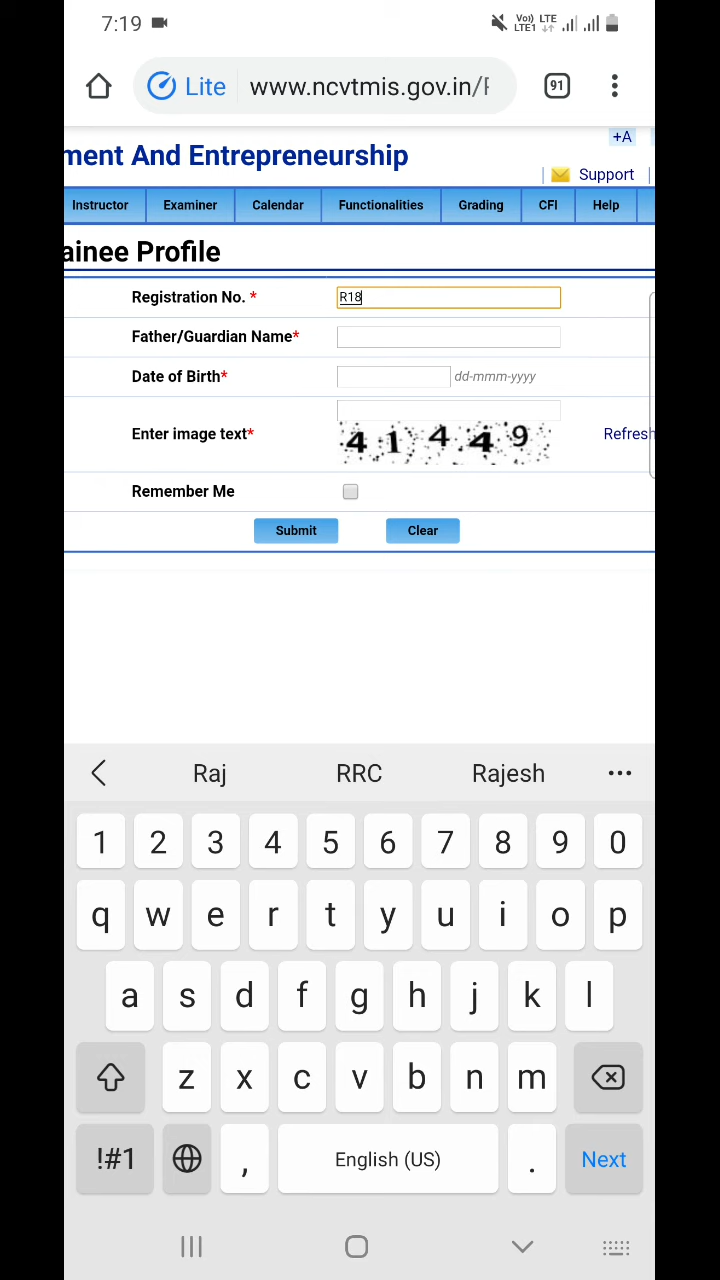 7:19 Vo)) LTE LTE1
Lite www.ncvtmis.gov.in/ 91
+A
ment And Entrepreneurship
Support
Instructor Examiner Calendar Functionalities Grading CFI Help
ainee Profile
Registration No. * R18
Father/Guardian Name*
Date of Birth* dd-mmm-yyyy
Enter image text* 41449 Refresh
Remember Me
Submit Clear
Raj RRC Rajesh
1 2 3 4 5 6 7 8 9 0
q w e r t y u i o p
a s d f g h j k l
z x c v b n m
!#1 , English (US) . Next